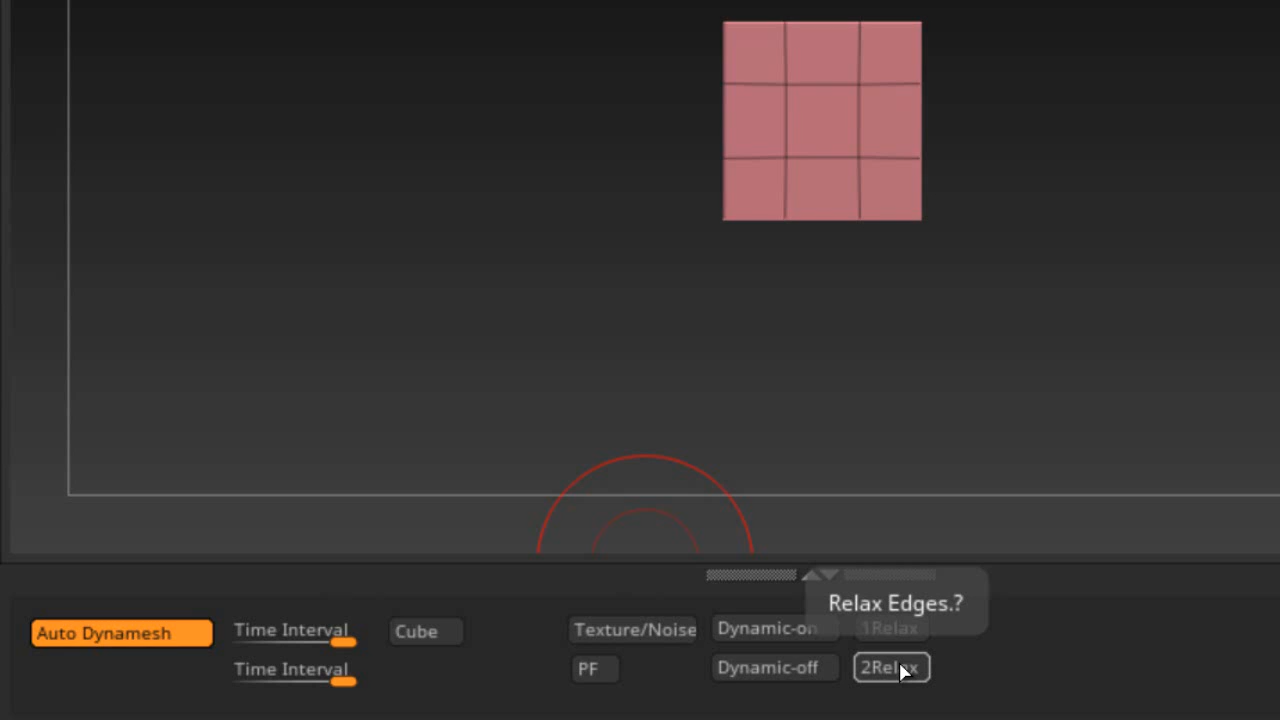 Relax Edges.?
Auto Dynamesh
Time Interval
Cube
Texture/Noise
Dynamic-on
1Relax
Time Interval
PF
Dynamic-off
2Relax